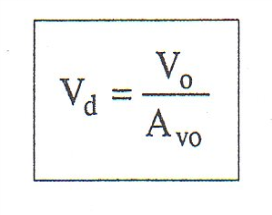 V_d = V_o / A_vo